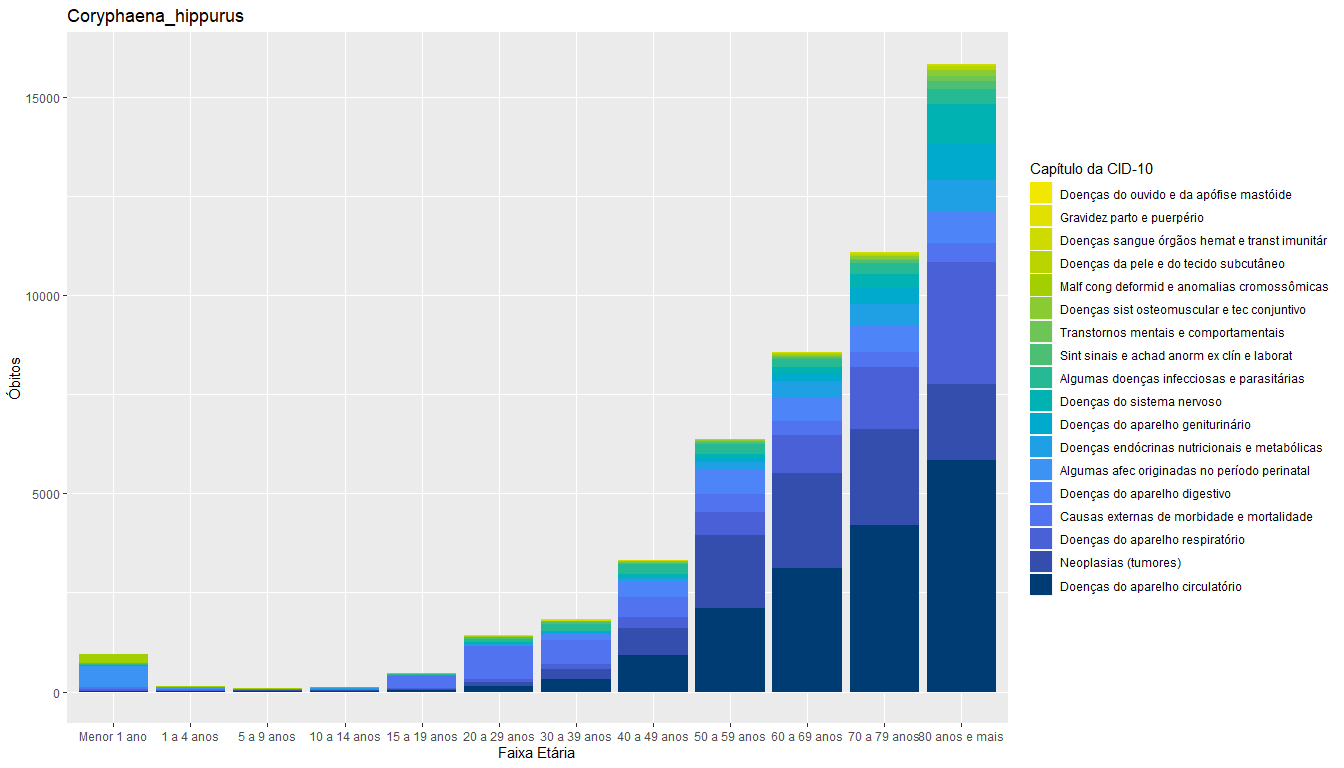 Coryphaena_hippurus
15000
10000
5000
0
Óbitos
Menor 1 ano
1 a 4 anos
5 a 9 anos
10 a 14 anos
15 a 19 anos
20 a 29 anos
30 a 39 anos
40 a 49 anos
50 a 59 anos
60 a 69 anos
70 a 79 anos
80 anos e mais
Faixa Etária
Capítulo da CID-10
Doenças do ouvido e da apófise mastóide
Gravidez parto e puerpério
Doenças sangue órgãos hemat e transt imunitár
Doenças da pele e do tecido subcutâneo
Malf cong deformid e anomalias cromossômicas
Doenças sist osteomuscular e tec conjuntivo
Transtornos mentais e comportamentais
Sint sinais e achad anorm ex clín e laborat
Algumas doenças infecciosas e parasitárias
Doenças do sistema nervoso
Doenças do aparelho geniturinário
Doenças endócrinas nutricionais e metabólicas
Algumas afec originadas no período perinatal
Doenças do aparelho digestivo
Causas externas de morbidade e mortalidade
Doenças do aparelho respiratório
Neoplasias (tumores)
Doenças do aparelho circulatório